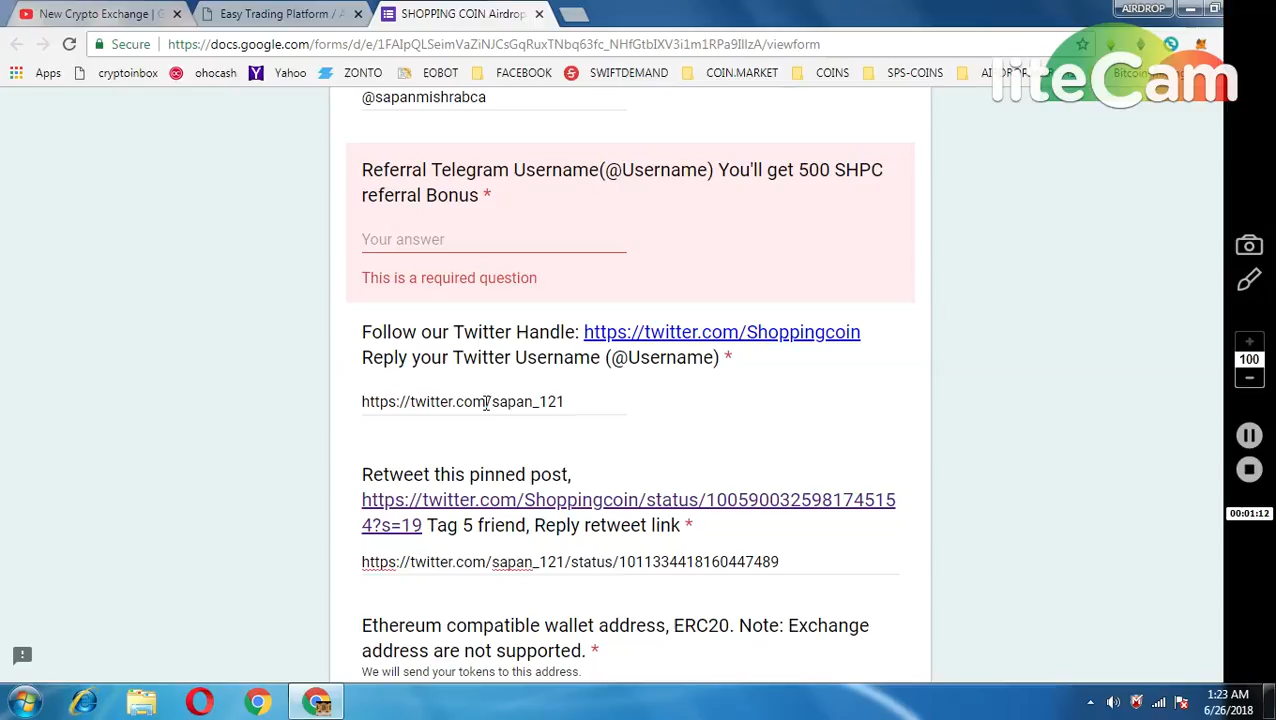 New Crypto Exchange | G
Easy Trading Platform / A
SHOPPING COIN Airdrop
AIRDROP
Secure
https://docs.google.com/forms/d/e/1FAIpQLSeimVaZiNJCsGqRuxTNbq63fc_NHfGtbIXV3i1m1RPa9IllzA/viewform
Apps
cryptoinbox
ohocash
Yahoo
ZBNTO
EOBOT
FACEBOOK
SWIFTDEMAND
COIN.MARKET
COINS
SPS-COINS
liteCam
@sapanmishrabca
Referral Telegram Username(@Username) You'll get 500 SHPC
referral Bonus *
Your answer
This is a required question
Follow our Twitter Handle: https://twitter.com/Shoppingcoin
Reply your Twitter Username (@Username) *
https://twitter.com/sapan_121
Retweet this pinned post,
https://twitter.com/Shoppingcoin/status/100590032598174515
4?s=19 Tag 5 friend, Reply retweet link *
https://twitter.com/sapan_121/status/1011334418160447489
Ethereum compatible wallet address, ERC20. Note: Exchange
address are not supported. *
We will send your tokens to this address.
100
00:01:12
1:23 AM
6/26/2018